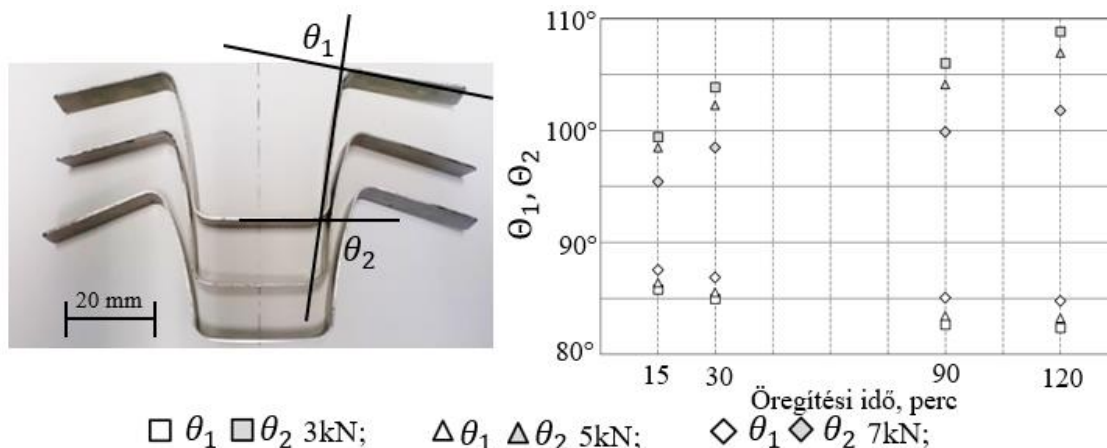 θ₁
θ₂
20 mm
Θ₁, Θ₂
110°
100°
90°
80°
15 30 90 120
Öregítési idő, perc
□ θ₁ ■ θ₂ 3kN; △ θ₁ ▲ θ₂ 5kN; ◇ θ₁ ◆ θ₂ 7kN;